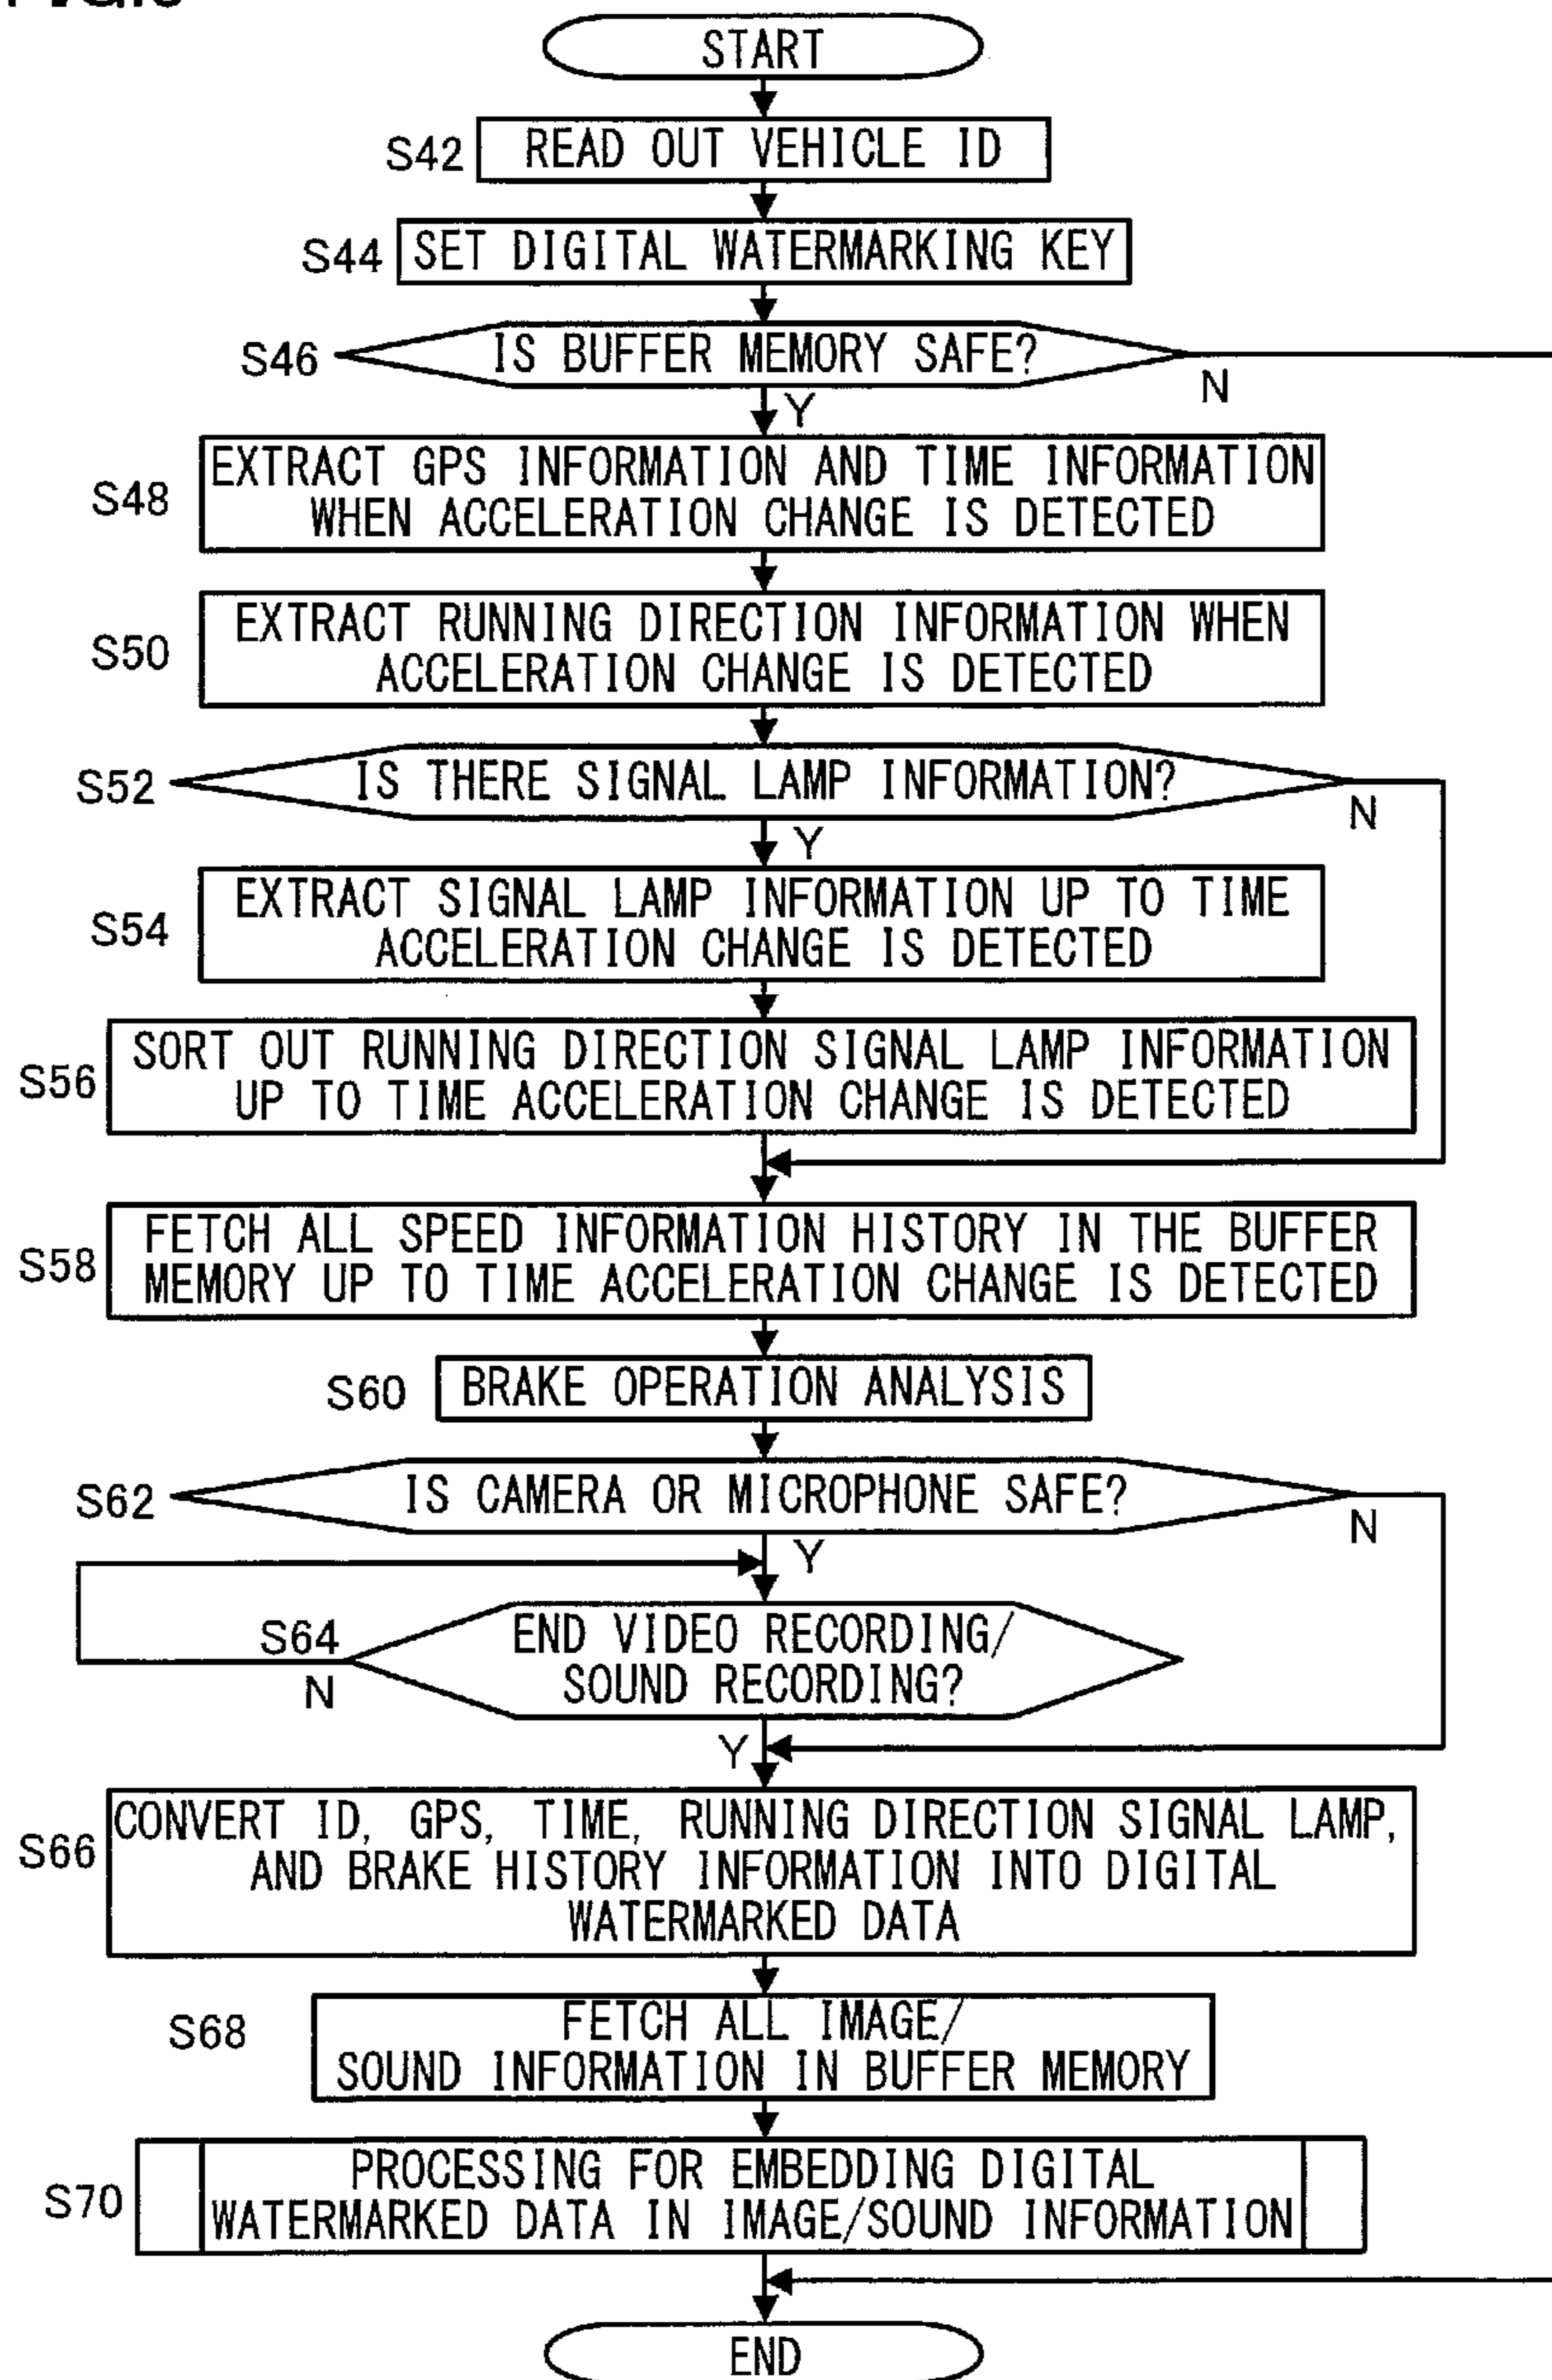 START
S42 READ OUT VEHICLE ID
S44 SET DIGITAL WATERMARKING KEY
S46 IS BUFFER MEMORY SAFE?
N
Y
S48 EXTRACT GPS INFORMATION AND TIME INFORMATION
WHEN ACCELERATION CHANGE IS DETECTED
S50 EXTRACT RUNNING DIRECTION INFORMATION WHEN
ACCELERATION CHANGE IS DETECTED
S52 IS THERE SIGNAL LAMP INFORMATION?
N
Y
S54 EXTRACT SIGNAL LAMP INFORMATION UP TO TIME
ACCELERATION CHANGE IS DETECTED
S56 SORT OUT RUNNING DIRECTION SIGNAL LAMP INFORMATION
UP TO TIME ACCELERATION CHANGE IS DETECTED
S58 FETCH ALL SPEED INFORMATION HISTORY IN THE BUFFER
MEMORY UP TO TIME ACCELERATION CHANGE IS DETECTED
S60 BRAKE OPERATION ANALYSIS
S62 IS CAMERA OR MICROPHONE SAFE?
N
Y
S64 END VIDEO RECORDING/
SOUND RECORDING?
N
Y
S66 CONVERT ID, GPS, TIME, RUNNING DIRECTION SIGNAL LAMP,
AND BRAKE HISTORY INFORMATION INTO DIGITAL
WATERMARKED DATA
S68 FETCH ALL IMAGE/
SOUND INFORMATION IN BUFFER MEMORY
S70 PROCESSING FOR EMBEDDING DIGITAL
WATERMARKED DATA IN IMAGE/SOUND INFORMATION
END